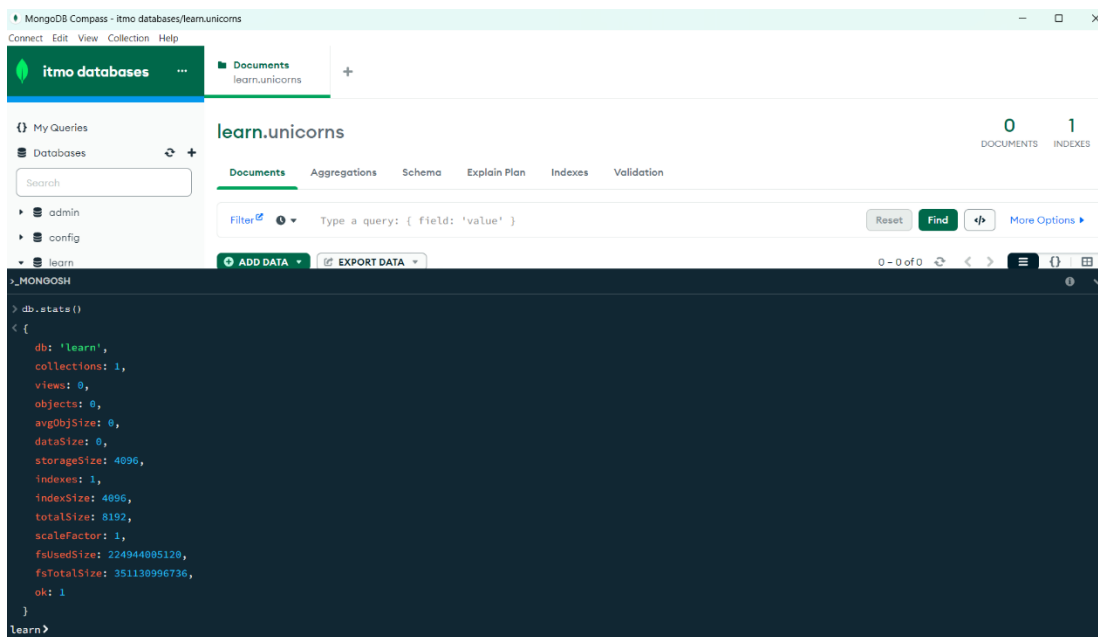 MongoDB Compass - itmo databases/learn.unicorns
Connect Edit View Collection Help
itmo databases ...
Documents
learn.unicorns
+
{} My Queries
Databases
+
Search
admin
config
learn
learn.unicorns
0
DOCUMENTS
1
INDEXES
Documents Aggregations Schema Explain Plan Indexes Validation
Filter Type a query: { field: 'value' } Reset Find </> More Options
ADD DATA EXPORT DATA 0 – 0 of 0 < > {}
>_MONGOSH
> db.stats()
< {
db: 'learn',
collections: 1,
views: 0,
objects: 0,
avgObjSize: 0,
dataSize: 0,
storageSize: 4096,
indexes: 1,
indexSize: 4096,
totalSize: 8192,
scaleFactor: 1,
fsUsedSize: 224944005120,
fsTotalSize: 351130996736,
ok: 1
}
learn>